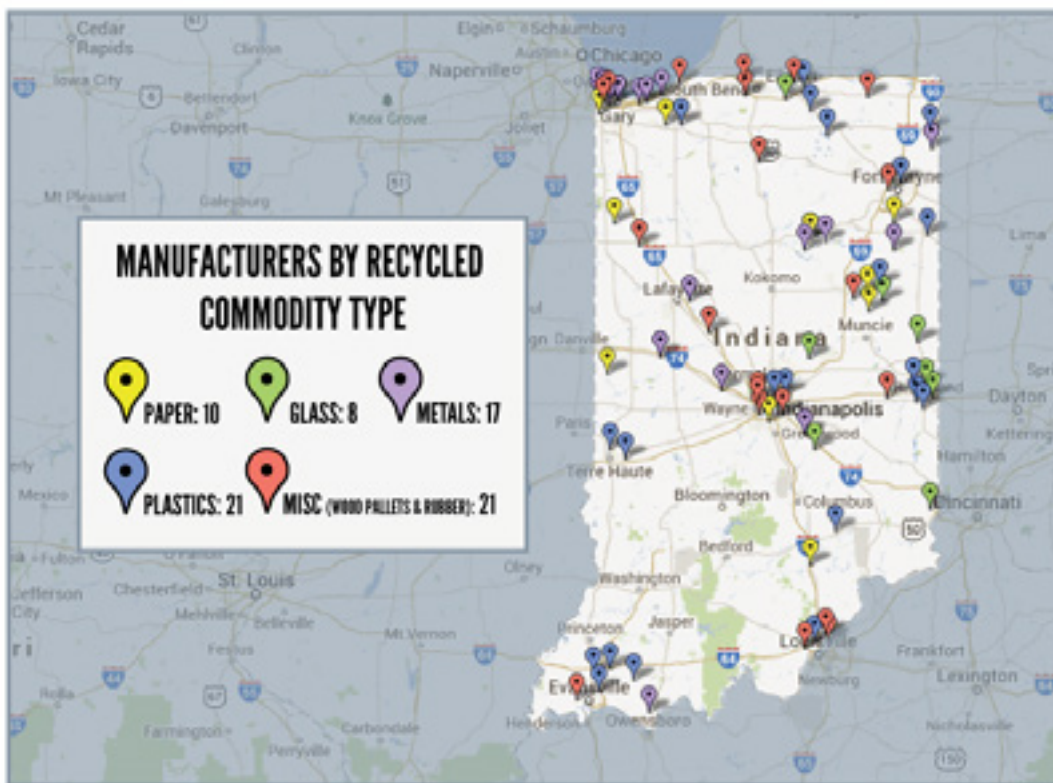 MANUFACTURERS BY RECYCLED
COMMODITY TYPE
PAPER: 10
GLASS: 8
METALS: 17
PLASTICS: 21
MISC (WOOD PALLETS & RUBBER): 21
Cedar
Rapids
Iowa City
Clinton
Bettendorf
Davenport
Elgin
Schaumburg
Chicago
Naperville
Joliet
Knox Grove
Mt Pleasant
Galesburg
Gary
South Bend
Lima
Kokomo
Lafayette
Muncie
Danville
Indiana
Wayne
Indianapolis
Greenwood
Dayton
Kettering
Paris
Terre Haute
Hamilton
Bloomington
Columbus
Cincinnati
Mexico
Bedford
Fulton
Jefferson
City
Chesterfield
St. Louis
Mehlville
Belleville
Olney
Washington
Festus
Mt Vernon
Princeton
Jasper
Louisville
Frankfort
Lexington
Newburg
Evansville
Henderson
Owensboro
Rolla
Farmington
Carbondale
Perryville
Nicholasville